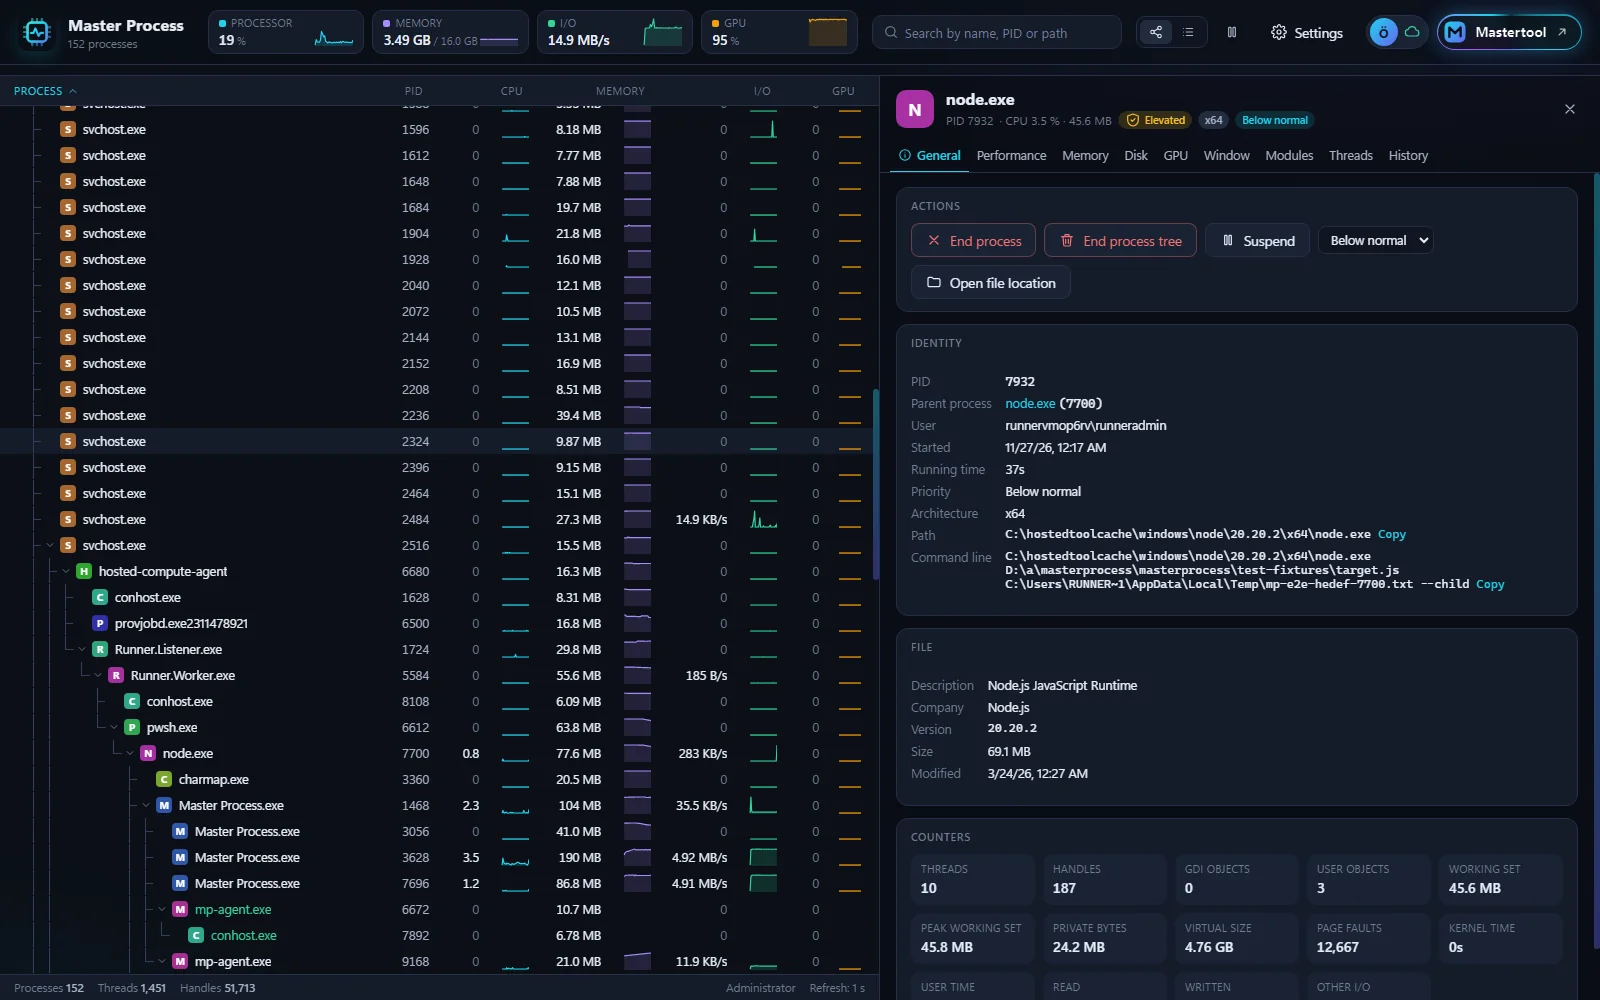 Master Process
152 processes
PROCESSOR
19 %
MEMORY
3.49 GB / 16.0 GB
I/O
14.9 MB/s
GPU
95 %
Search by name, PID or path
Settings
ö
Mastertool
PROCESS PID CPU MEMORY I/O GPU
S svchost.exe 1596 0 8.18 MB 0 0
S svchost.exe 1612 0 7.77 MB 0 0
S svchost.exe 1648 0 7.88 MB 0 0
S svchost.exe 1684 0 19.7 MB 0 0
S svchost.exe 1904 0 21.8 MB 0 0
S svchost.exe 1928 0 16.0 MB 0 0
S svchost.exe 2040 0 12.1 MB 0 0
S svchost.exe 2072 0 10.5 MB 0 0
S svchost.exe 2144 0 13.1 MB 0 0
S svchost.exe 2152 0 16.9 MB 0 0
S svchost.exe 2208 0 8.51 MB 0 0
S svchost.exe 2236 0 39.4 MB 0 0
S svchost.exe 2324 0 9.87 MB 0 0
S svchost.exe 2396 0 9.15 MB 0 0
S svchost.exe 2464 0 15.1 MB 0 0
S svchost.exe 2484 0 27.3 MB 14.9 KB/s 0
S svchost.exe 2516 0 15.5 MB 0 0
H hosted-compute-agent 6680 0 16.3 MB 0 0
C conhost.exe 1628 0 8.31 MB 0 0
P provjobd.exe2311478921 6500 0 16.8 MB 0 0
R Runner.Listener.exe 1724 0 29.8 MB 0 0
R Runner.Worker.exe 5584 0 55.6 MB 185 B/s 0
C conhost.exe 8108 0 6.09 MB 0 0
P pwsh.exe 6612 0 63.8 MB 0 0
N node.exe 7700 0.8 77.6 MB 283 KB/s 0
C charmap.exe 3360 0 20.5 MB 0 0
M Master Process.exe 1468 2.3 104 MB 35.5 KB/s 0
M Master Process.exe 3056 0 41.0 MB 0 0
M Master Process.exe 3628 3.5 190 MB 4.92 MB/s 0
M Master Process.exe 7696 1.2 86.8 MB 4.91 MB/s 0
M mp-agent.exe 6672 0 10.7 MB 0 0
C conhost.exe 7892 0 6.78 MB 0 0
M mp-agent.exe 9168 0 21.0 MB 11.9 KB/s 0
Processes 152 Threads 1,451 Handles 51,713 Administrator Refresh: 1 s
N
node.exe
PID 7932 · CPU 3.5 % · 45.6 MB Elevated x64 Below normal
General Performance Memory Disk GPU Window Modules Threads History
ACTIONS
End process End process tree Suspend Below normal
Open file location
IDENTITY
PID 7932
Parent process node.exe (7700)
User runnervmop6rv\runneradmin
Started 11/27/26, 12:17 AM
Running time 37s
Priority Below normal
Architecture x64
Path C:\hostedtoolcache\windows\node\20.20.2\x64\node.exe Copy
Command line C:\hostedtoolcache\windows\node\20.20.2\x64\node.exe
D:\a\masterprocess\masterprocess\test-fixtures\target.js
C:\Users\RUNNER~1\AppData\Local\Temp\mp-e2e-hedef-7700.txt --child Copy
FILE
Description Node.js JavaScript Runtime
Company Node.js
Version 20.20.2
Size 69.1 MB
Modified 3/24/26, 12:27 AM
COUNTERS
THREADS HANDLES GDI OBJECTS USER OBJECTS WORKING SET
10 187 0 3 45.6 MB
PEAK WORKING SET PRIVATE BYTES VIRTUAL SIZE PAGE FAULTS KERNEL TIME
45.8 MB 24.2 MB 4.76 GB 12,667 0s
USER TIME READ WRITTEN OTHER I/O